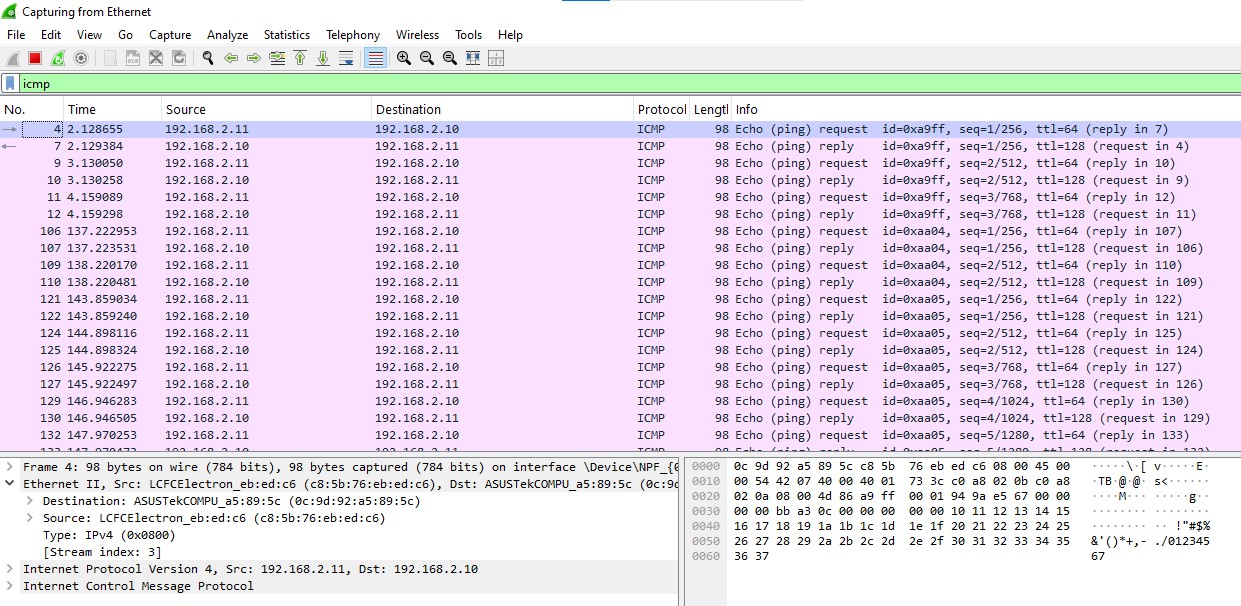 Capturing from Ethernet
File Edit View Go Capture Analyze Statistics Telephony Wireless Tools Help
icmp
No. Time Source Destination Protocol Lengtl Info
4 2.128655 192.168.2.11 192.168.2.10 ICMP 98 Echo (ping) request id=0xa9ff, seq=1/256, ttl=64 (reply in 7)
7 2.129384 192.168.2.10 192.168.2.11 ICMP 98 Echo (ping) reply id=0xa9ff, seq=1/256, ttl=128 (request in 4)
9 3.130050 192.168.2.11 192.168.2.10 ICMP 98 Echo (ping) request id=0xa9ff, seq=2/512, ttl=64 (reply in 10)
10 3.130258 192.168.2.10 192.168.2.11 ICMP 98 Echo (ping) reply id=0xa9ff, seq=2/512, ttl=128 (request in 9)
11 4.159089 192.168.2.11 192.168.2.10 ICMP 98 Echo (ping) request id=0xa9ff, seq=3/768, ttl=64 (reply in 12)
12 4.159298 192.168.2.10 192.168.2.11 ICMP 98 Echo (ping) reply id=0xa9ff, seq=3/768, ttl=128 (request in 11)
106 137.222953 192.168.2.11 192.168.2.10 ICMP 98 Echo (ping) request id=0xaa04, seq=1/256, ttl=64 (reply in 107)
107 137.223531 192.168.2.10 192.168.2.11 ICMP 98 Echo (ping) reply id=0xaa04, seq=1/256, ttl=128 (request in 106)
109 138.220170 192.168.2.11 192.168.2.10 ICMP 98 Echo (ping) request id=0xaa04, seq=2/512, ttl=64 (reply in 110)
110 138.220481 192.168.2.10 192.168.2.11 ICMP 98 Echo (ping) reply id=0xaa04, seq=2/512, ttl=128 (request in 109)
121 143.859034 192.168.2.11 192.168.2.10 ICMP 98 Echo (ping) request id=0xaa05, seq=1/256, ttl=64 (reply in 122)
122 143.859240 192.168.2.10 192.168.2.11 ICMP 98 Echo (ping) reply id=0xaa05, seq=1/256, ttl=128 (request in 121)
124 144.898116 192.168.2.11 192.168.2.10 ICMP 98 Echo (ping) request id=0xaa05, seq=2/512, ttl=64 (reply in 125)
125 144.898324 192.168.2.10 192.168.2.11 ICMP 98 Echo (ping) reply id=0xaa05, seq=2/512, ttl=128 (request in 124)
126 145.922275 192.168.2.11 192.168.2.10 ICMP 98 Echo (ping) request id=0xaa05, seq=3/768, ttl=64 (reply in 127)
127 145.922497 192.168.2.10 192.168.2.11 ICMP 98 Echo (ping) reply id=0xaa05, seq=3/768, ttl=128 (request in 126)
129 146.946283 192.168.2.11 192.168.2.10 ICMP 98 Echo (ping) request id=0xaa05, seq=4/1024, ttl=64 (reply in 130)
130 146.946505 192.168.2.10 192.168.2.11 ICMP 98 Echo (ping) reply id=0xaa05, seq=4/1024, ttl=128 (request in 129)
132 147.970253 192.168.2.11 192.168.2.10 ICMP 98 Echo (ping) request id=0xaa05, seq=5/1280, ttl=64 (reply in 133)
Frame 4: 98 bytes on wire (784 bits), 98 bytes captured (784 bits) on interface \Device\NPF_{0
Ethernet II, Src: LCFCElectron_eb:ed:c6 (c8:5b:76:eb:ed:c6), Dst: ASUSTekCOMPU_a5:89:5c (0c:9d
Destination: ASUSTekCOMPU_a5:89:5c (0c:9d:92:a5:89:5c)
Source: LCFCElectron_eb:ed:c6 (c8:5b:76:eb:ed:c6)
Type: IPv4 (0x0800)
[Stream index: 3]
Internet Protocol Version 4, Src: 192.168.2.11, Dst: 192.168.2.10
Internet Control Message Protocol
0000 0c 9d 92 a5 89 5c c8 5b 76 eb ed c6 08 00 45 00 ·····\·[ v·····E·
0010 00 54 42 07 40 00 40 01 73 3c c0 a8 02 0b c0 a8 ·TB·@·@· s<······
0020 02 0a 08 00 4d 86 a9 ff 00 01 94 9a e5 67 00 00 ····M··· ·····g··
0030 00 00 bb a3 0c 00 00 00 00 00 10 11 12 13 14 15 ········ ········
0040 16 17 18 19 1a 1b 1c 1d 1e 1f 20 21 22 23 24 25 ········ ·· !"#$%
0050 26 27 28 29 2a 2b 2c 2d 2e 2f 30 31 32 33 34 35 &'()*+,- ./012345
0060 36 37 67